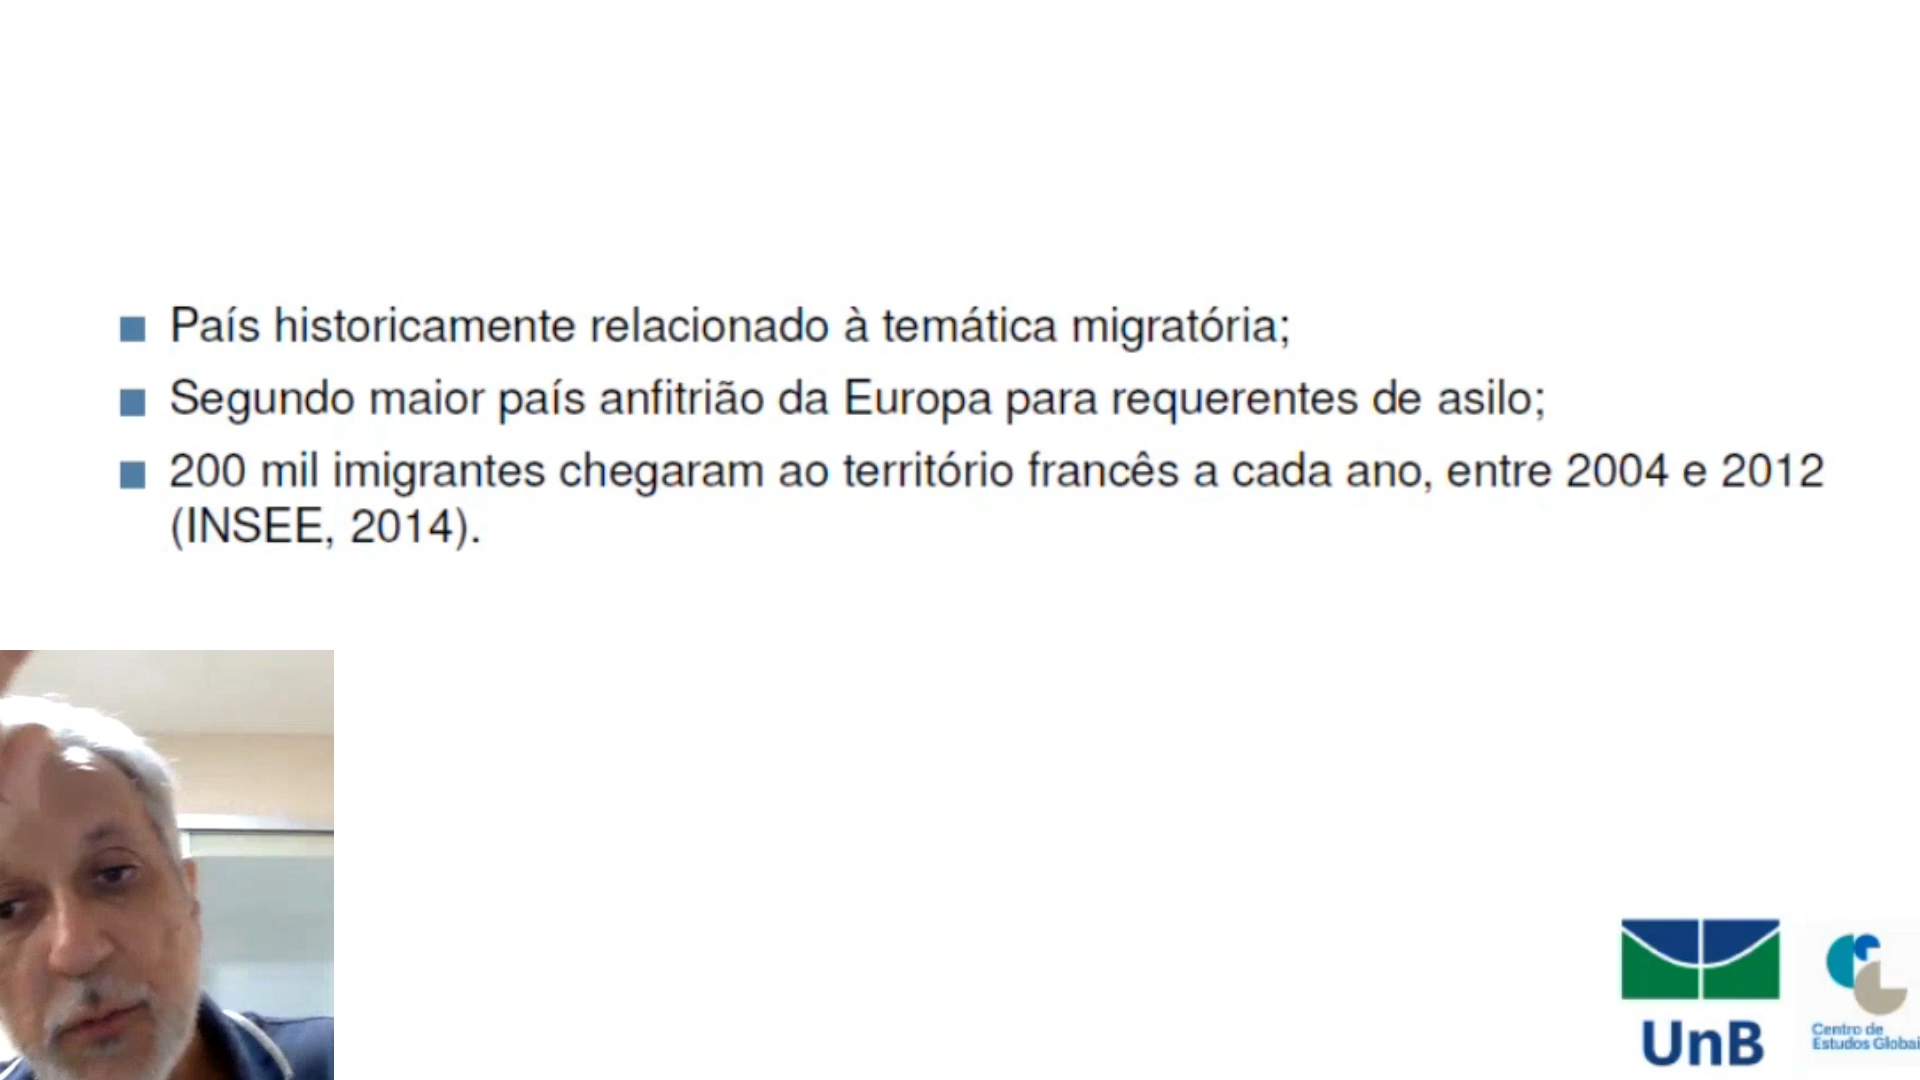 País historicamente relacionado à temática migratória;
Segundo maior país anfitrião da Europa para requerentes de asilo;
200 mil imigrantes chegaram ao território francês a cada ano, entre 2004 e 2012
(INSEE, 2014).
UnB
Centro de
Estudos Globai